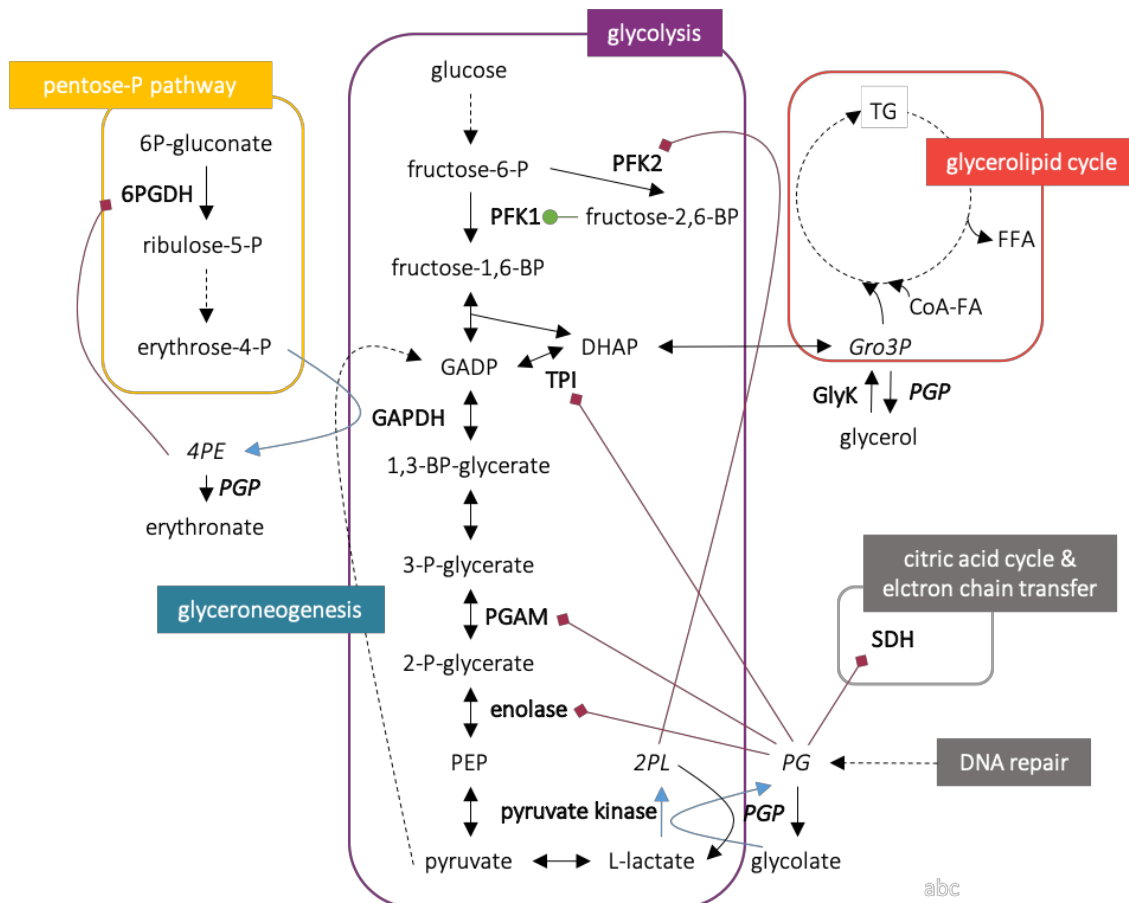 glycolysis
glucose
pentose-P pathway
TG
6P-gluconate
PFK2
glycerolipid cycle
fructose-6-P
6PGDH
PFK1
fructose-2,6-BP
ribulose-5-P
FFA
fructose-1,6-BP
CoA-FA
erythrose-4-P
DHAP
Gro3P
GADP
TPI
GlyK
PGP
GAPDH
glycerol
4PE
1,3-BP-glycerate
PGP
erythronate
citric acid cycle &
elctron chain transfer
3-P-glycerate
glyceroneogenesis
PGAM
SDH
2-P-glycerate
enolase
PEP
2PL
PG
DNA repair
pyruvate kinase
PGP
pyruvate
L-lactate
glycolate
abc